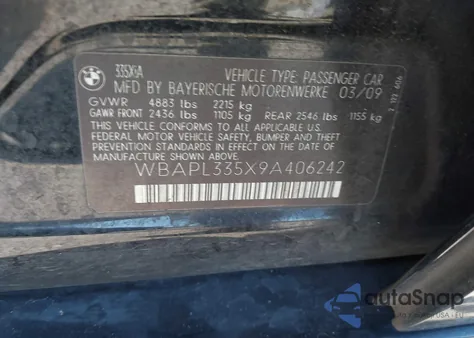 BMW
335XiA
VEHICLE TYPE: PASSENGER CAR
MFD BY BAYERISCHE MOTORENWERKE 03/09
GVWR 4883 lbs 2215 kg
GAWR FRONT 2436 lbs 1105 kg REAR 2546 lbs 1155 kg
THIS VEHICLE CONFORMS TO ALL APPLICABLE
FEDERAL MOTOR VEHICLE SAFETY, BUMPER AND THEFT
PREVENTION STANDARDS IN EFFECT ON THE
DATE OF MANUFACTURE SHOWN ABOVE.
WBAPL335X9A406242
autoSnap